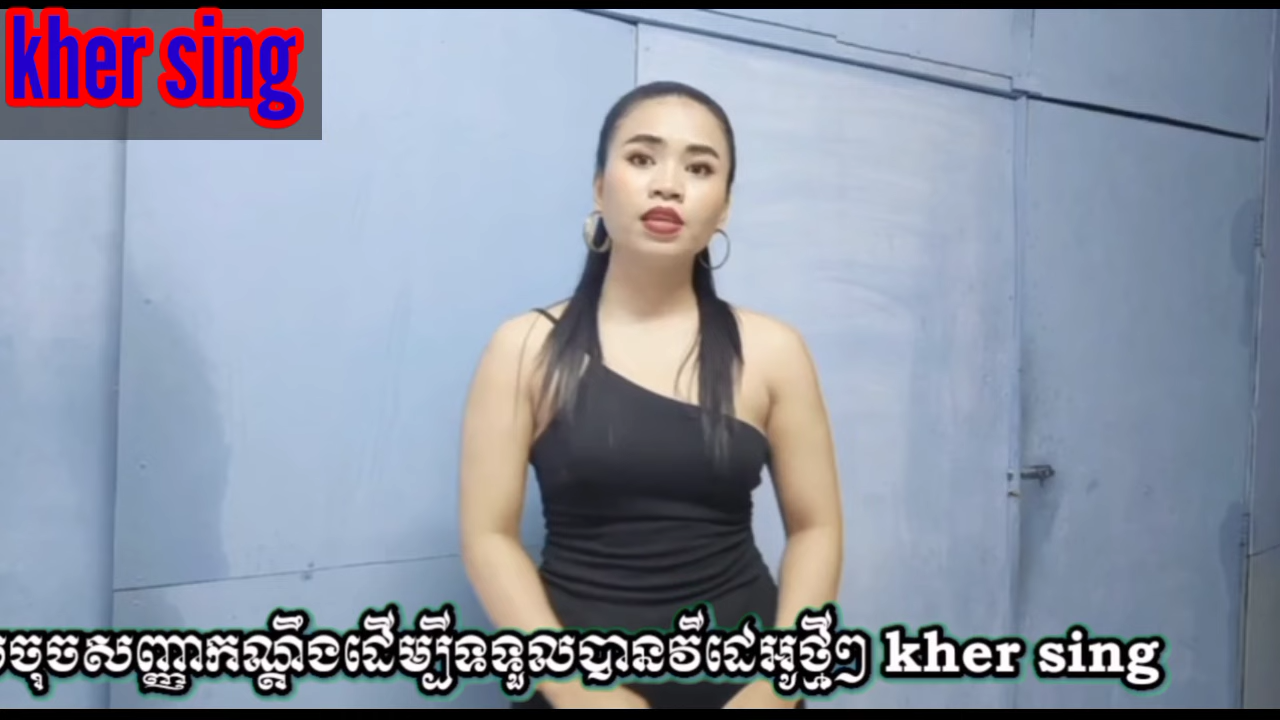 kher sing
ចុចសញ្ញាកណ្ដឹងដើម្បីទទួលបានវីដេអូថ្មីៗ kher sing